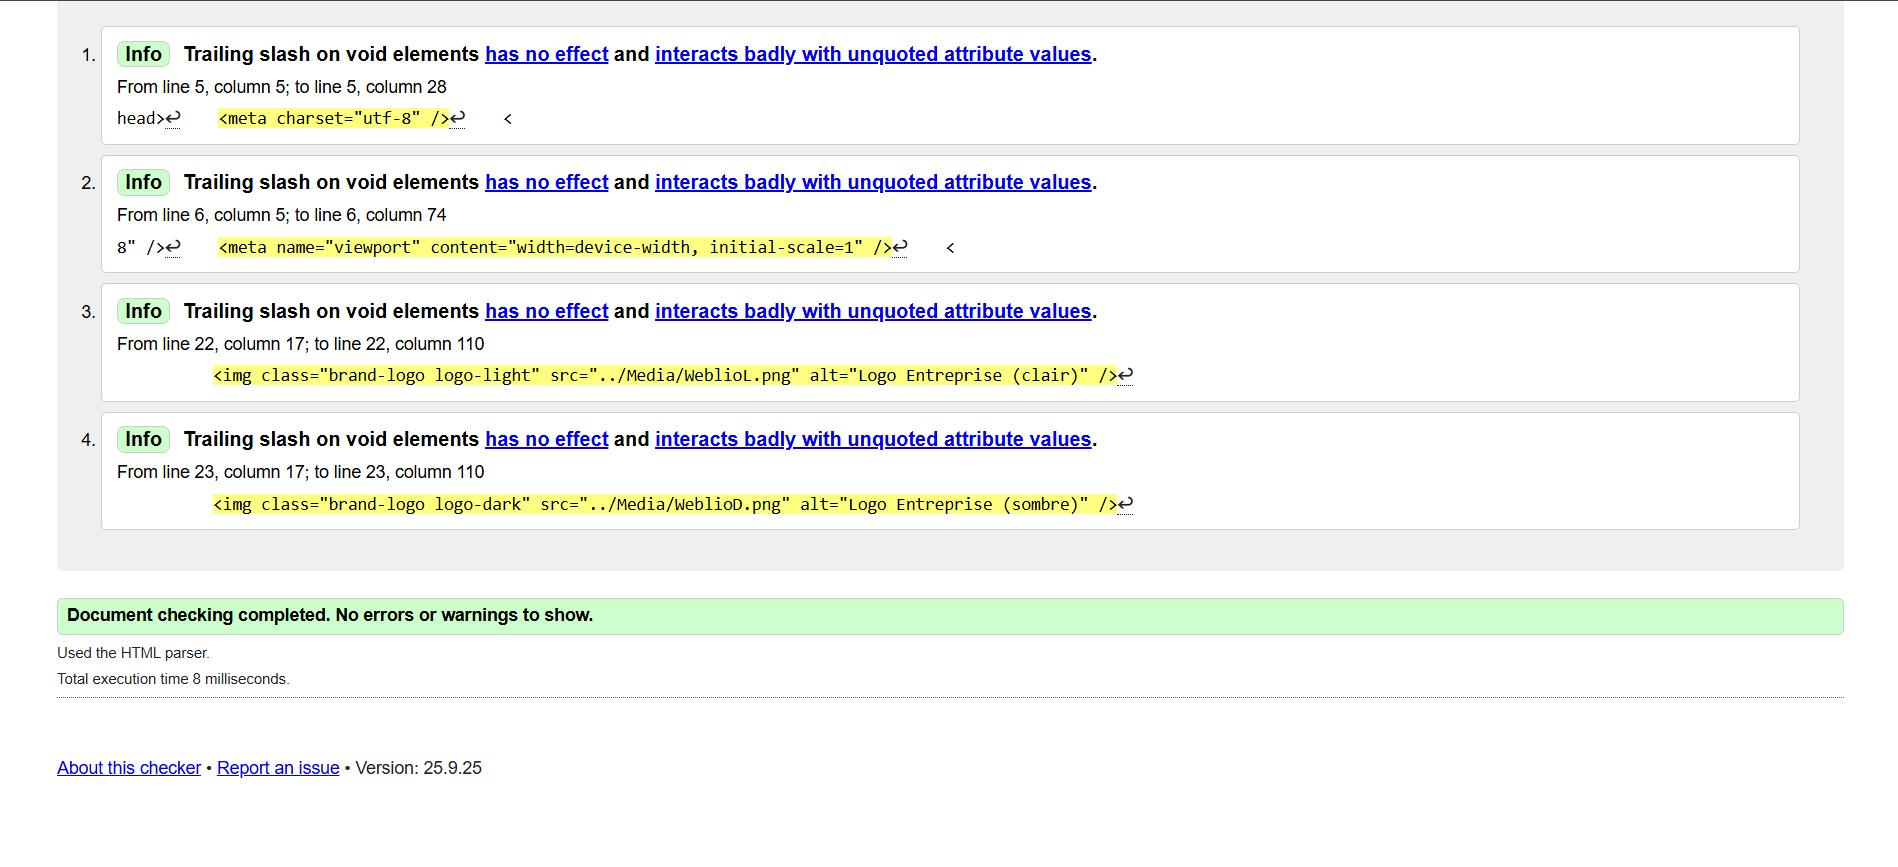 1. Info Trailing slash on void elements has no effect and interacts badly with unquoted attribute values.
From line 5, column 5; to line 5, column 28
head>↩    <meta charset="utf-8" />↩    <
2. Info Trailing slash on void elements has no effect and interacts badly with unquoted attribute values.
From line 6, column 5; to line 6, column 74
8" />↩    <meta name="viewport" content="width=device-width, initial-scale=1" />↩    <
3. Info Trailing slash on void elements has no effect and interacts badly with unquoted attribute values.
From line 22, column 17; to line 22, column 110
<img class="brand-logo logo-light" src="../Media/WeblioL.png" alt="Logo Entreprise (clair)" />↩
4. Info Trailing slash on void elements has no effect and interacts badly with unquoted attribute values.
From line 23, column 17; to line 23, column 110
<img class="brand-logo logo-dark" src="../Media/WeblioD.png" alt="Logo Entreprise (sombre)" />↩
Document checking completed. No errors or warnings to show.
Used the HTML parser.
Total execution time 8 milliseconds.
About this checker • Report an issue • Version: 25.9.25